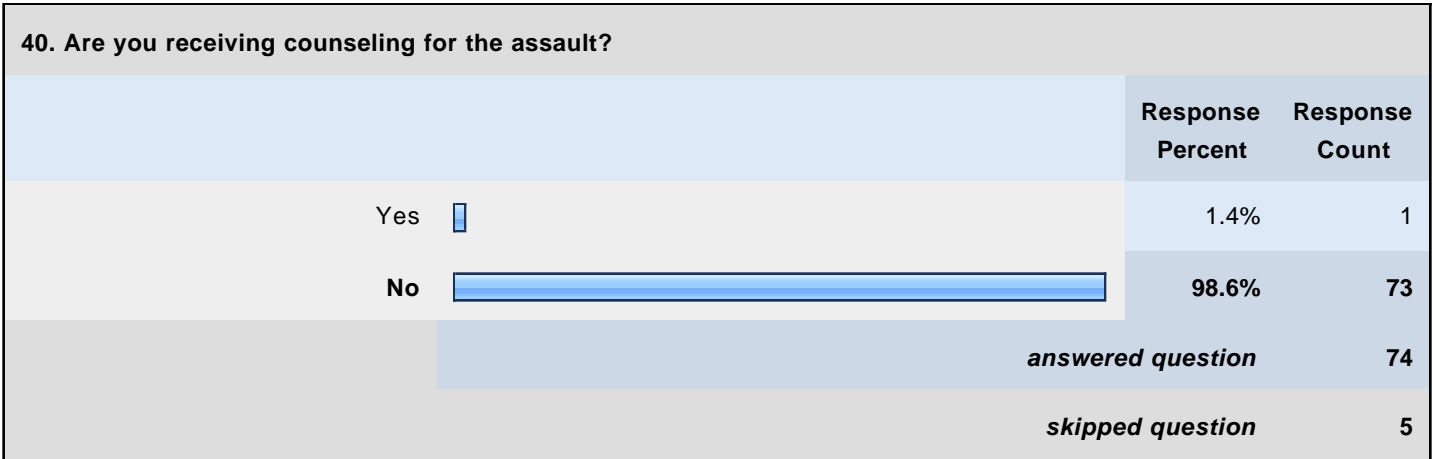 40. Are you receiving counseling for the assault?
Response Percent
Response Count
Yes 1.4% 1
No 98.6% 73
answered question 74
skipped question 5